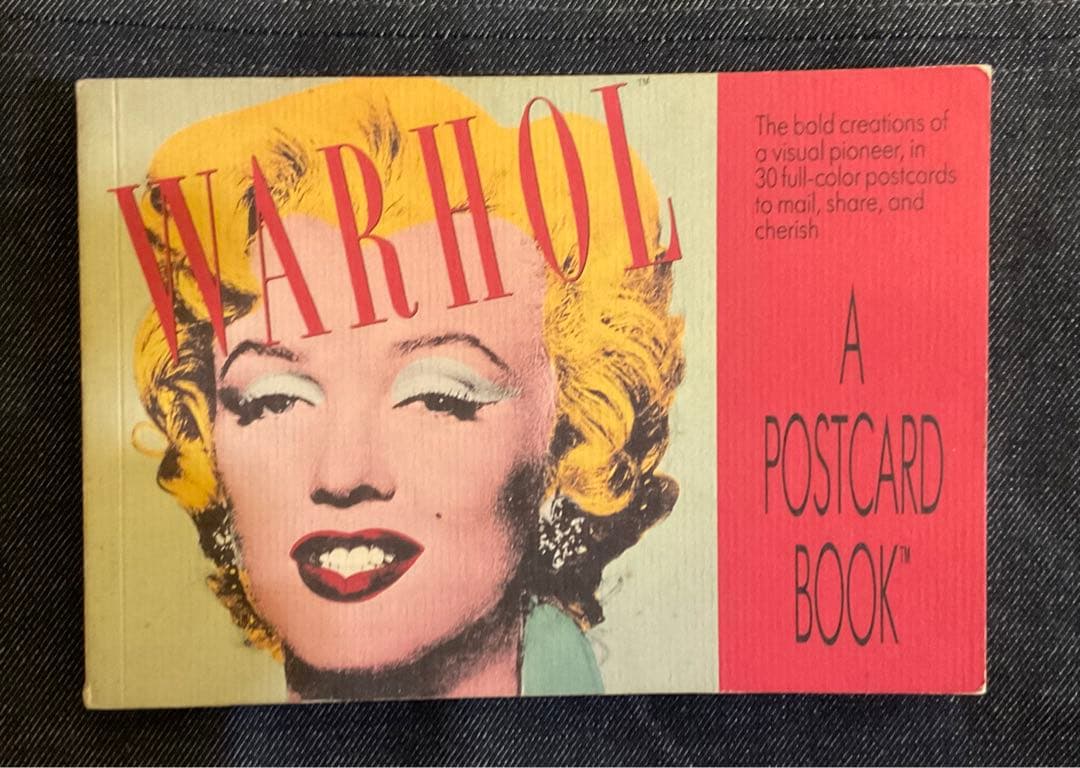 WARHOL™
The bold creations of
a visual pioneer, in
30 full-color postcards
to mail, share, and
cherish
A
POSTCARD
BOOK™